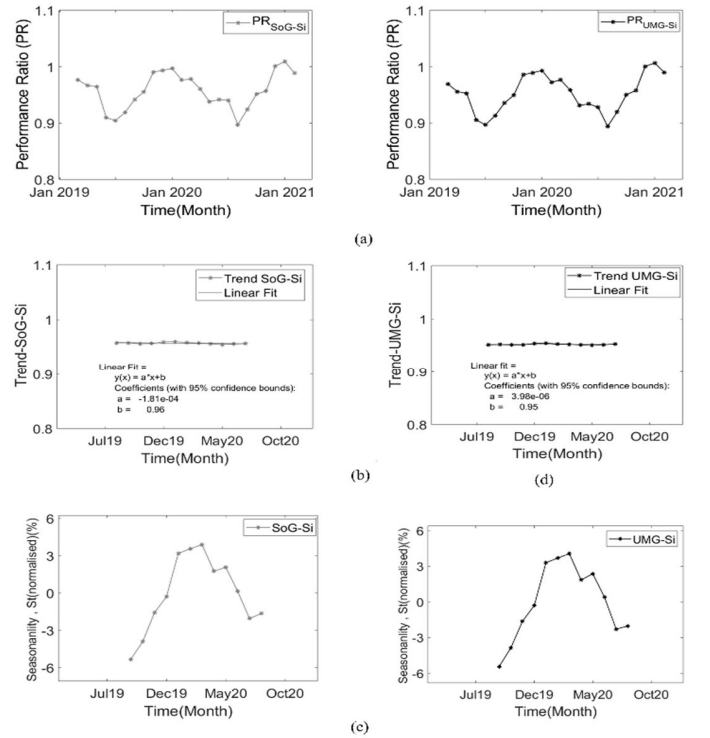 1.1
1
0.9
0.8
Performance Ratio (PR)
PR SoG-Si
Jan 2019
Jan 2020
Jan 2021
Time(Month)
1.1
1
0.9
0.8
Performance Ratio (PR)
PR UMG-Si
Jan 2019
Jan 2020
Jan 2021
Time(Month)
(a)
1.1
1
0.9
0.8
Trend-SoG-Si
Trend SoG-Si
Linear Fit
Linear Fit =
y(x) = a*x+b
Coefficients (with 95% confidence bounds):
a = -1.81e-04
b = 0.96
Jul19
Dec19
May20
Oct20
Time(Month)
(b)
1.1
1
0.9
0.8
Trend-UMG-Si
Trend UMG-Si
Linear Fit
Linear fit =
y(x) = a*x+b
Coefficients (with 95% confidence bounds):
a = 3.98e-06
b = 0.95
Jul19
Dec19
May20
Oct20
Time(Month)
(d)
6
3
0
-3
-6
Seasonanlity , St(normalised)(%)
SoG-Si
Jul19
Dec19
May20
Oct20
Time(Month)
6
3
0
-3
-6
Seasonanlity , St(normalised)(%)
UMG-Si
Jul19
Dec19
May20
Oct20
Time(Month)
(c)